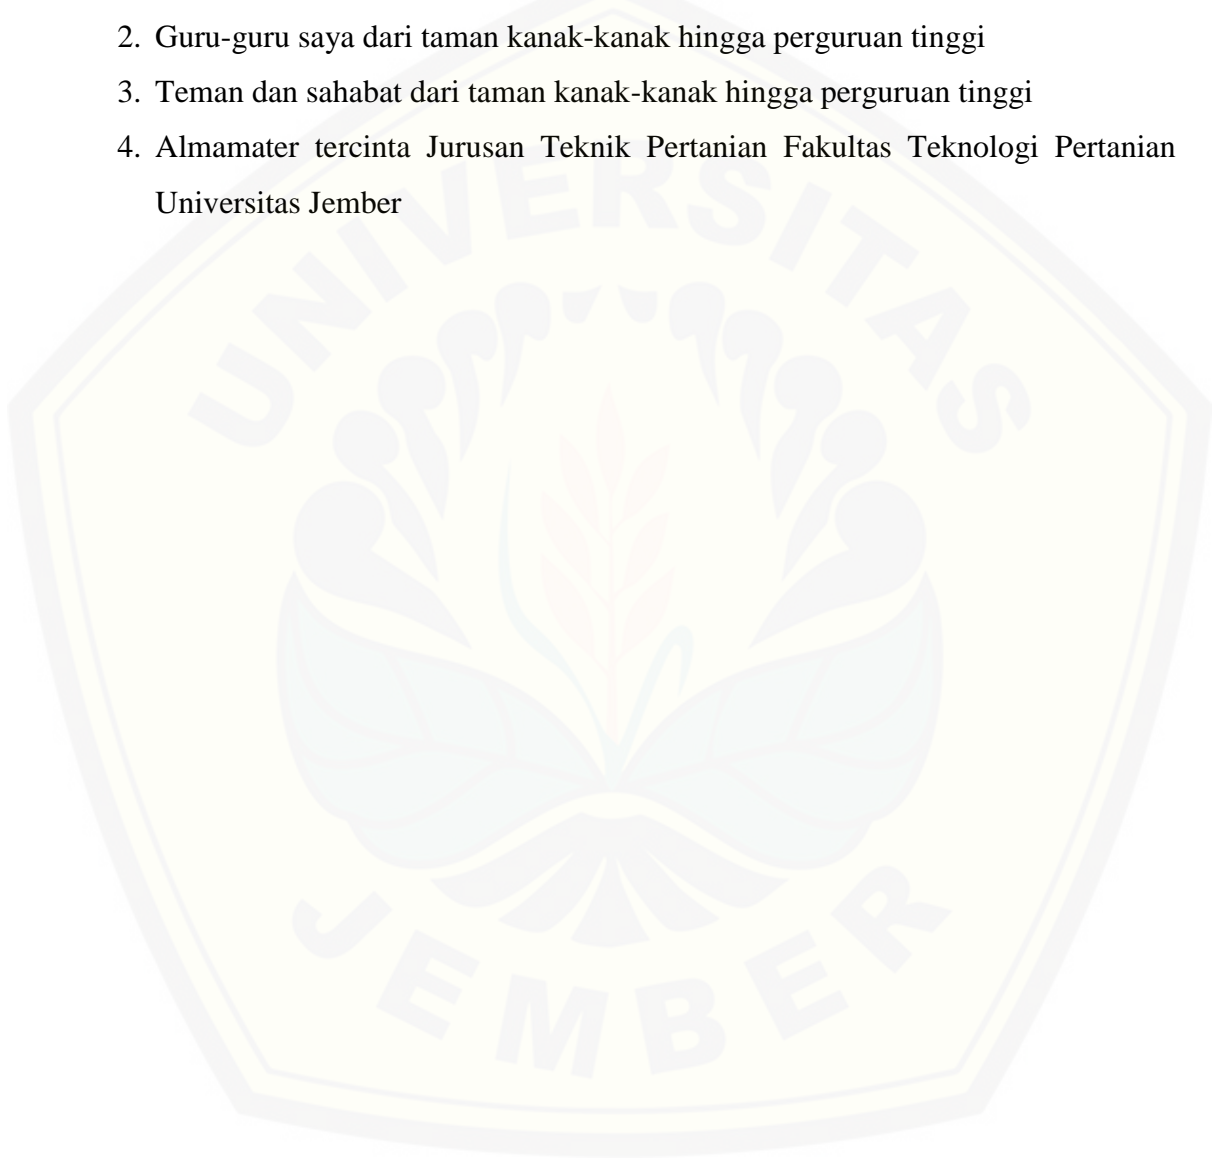 2. Guru-guru saya dari taman kanak-kanak hingga perguruan tinggi
3. Teman dan sahabat dari taman kanak-kanak hingga perguruan tinggi
4. Almamater tercinta Jurusan Teknik Pertanian Fakultas Teknologi Pertanian
Universitas Jember
UNIVERSITAS
JEMBER